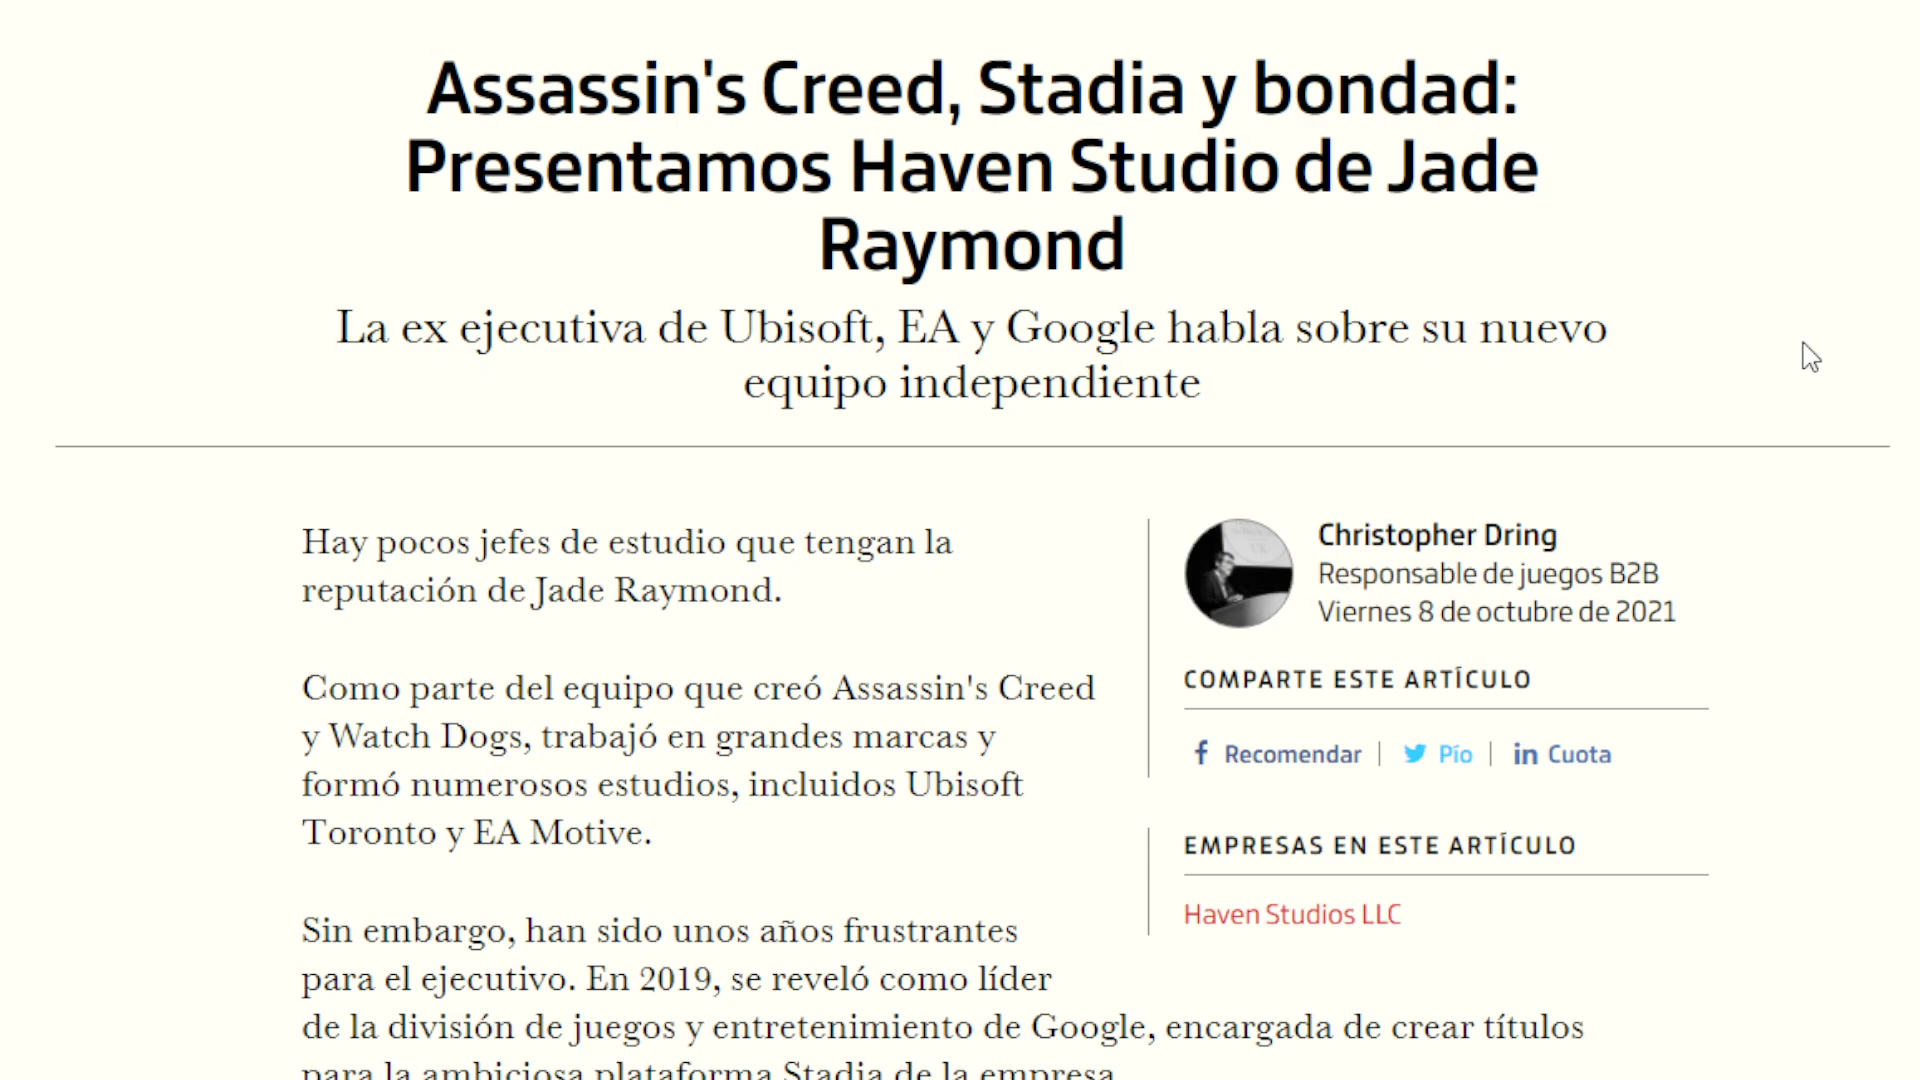 Assassin's Creed, Stadia y bondad:
Presentamos Haven Studio de Jade
Raymond
La ex ejecutiva de Ubisoft, EA y Google habla sobre su nuevo
equipo independiente
Hay pocos jefes de estudio que tengan la
reputación de Jade Raymond.
Como parte del equipo que creó Assassin's Creed
y Watch Dogs, trabajó en grandes marcas y
formó numerosos estudios, incluidos Ubisoft
Toronto y EA Motive.
Sin embargo, han sido unos años frustrantes
para el ejecutivo. En 2019, se reveló como líder
de la división de juegos y entretenimiento de Google, encargada de crear títulos
para la ambiciosa plataforma Stadia de la empresa
Christopher Dring
Responsable de juegos B2B
Viernes 8 de octubre de 2021
COMPARTE ESTE ARTÍCULO
Recomendar | Pío | Cuota
EMPRESAS EN ESTE ARTÍCULO
Haven Studios LLC